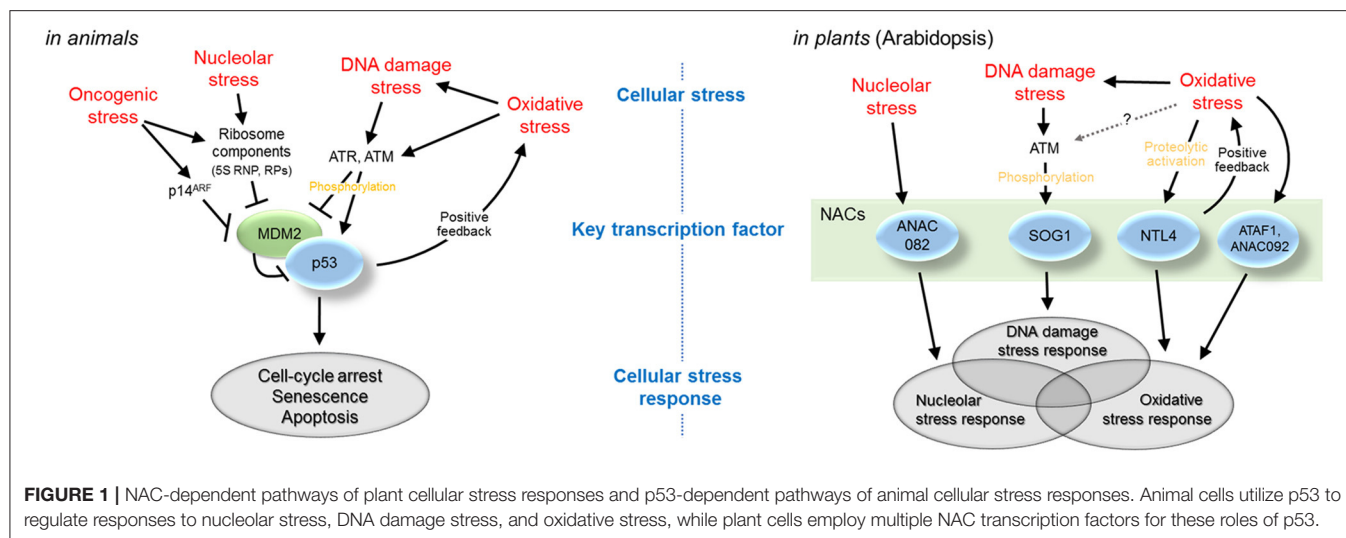 in animals
Nucleolar
stress
DNA damage
stress
Oncogenic
stress
Oxidative
stress
Ribosome
components
(5S RNP, RPs)
ATR, ATM
p14ARF
Phosphorylation
MDM2
p53
Positive
feedback
Cell-cycle arrest
Senescence
Apoptosis
Cellular stress
Key transcription factor
Cellular stress
response
in plants (Arabidopsis)
Nucleolar
stress
DNA damage
stress
Oxidative
stress
?
ATM
Proteolytic
activation
Positive
feedback
Phosphorylation
NACs
ANAC
082
SOG1
NTL4
ATAF1,
ANAC092
DNA damage
stress response
Nucleolar
stress response
Oxidative
stress response
FIGURE 1 | NAC-dependent pathways of plant cellular stress responses and p53-dependent pathways of animal cellular stress responses. Animal cells utilize p53 to
regulate responses to nucleolar stress, DNA damage stress, and oxidative stress, while plant cells employ multiple NAC transcription factors for these roles of p53.